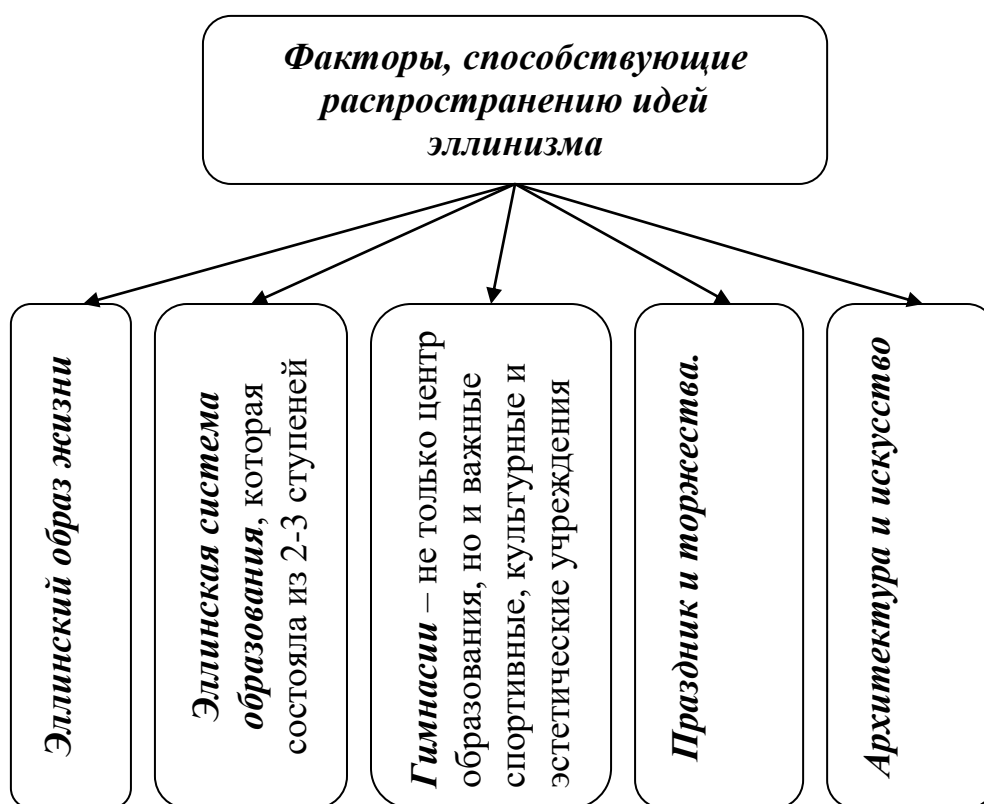 Факторы, способствующие
распространению идей
эллинизма
Эллинский образ жизни
Эллинская система
образования, которая
состояла из 2-3 ступеней
Гимнасии – не только центр
образования, но и важные
спортивные, культурные и
эстетические учреждения
Праздник и торжества.
Архитектура и искусство